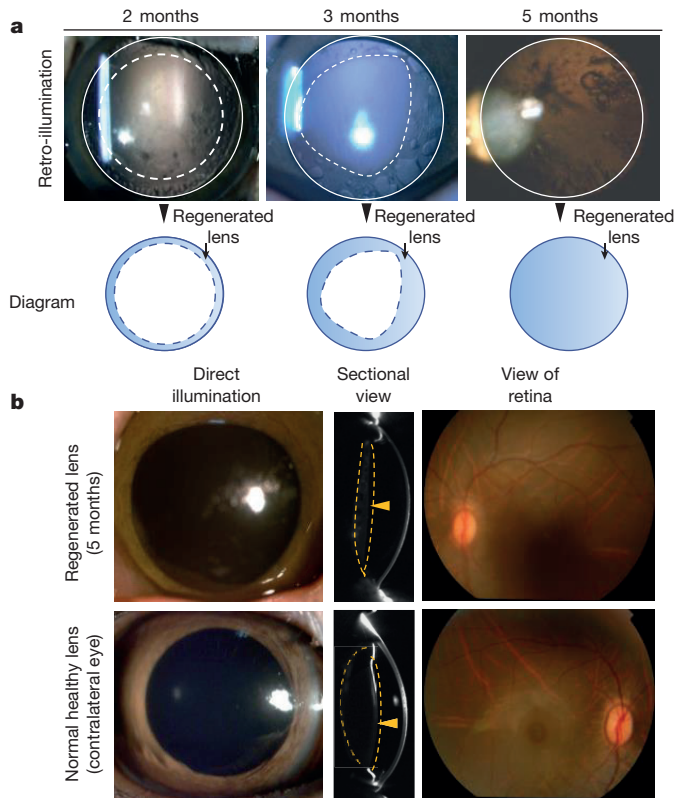 2 months 3 months 5 months
a
Retro-illumination
Regenerated
lens
Regenerated
lens
Regenerated
lens
Diagram
b
Direct
illumination
Sectional
view
View of
retina
Regenerated lens
(5 months)
Normal healthy lens
(contralateral eye)